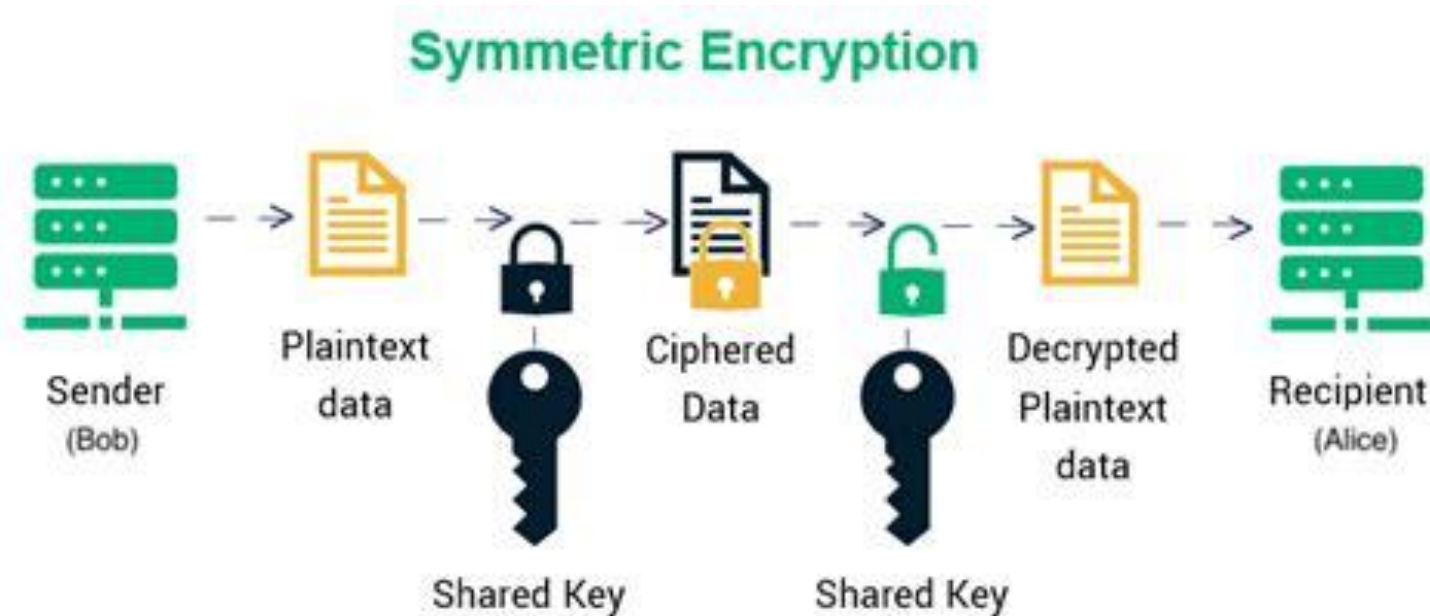 Symmetric Encryption
Sender
(Bob)
Plaintext
data
Shared Key
Ciphered
Data
Shared Key
Decrypted
Plaintext
data
Recipient
(Alice)